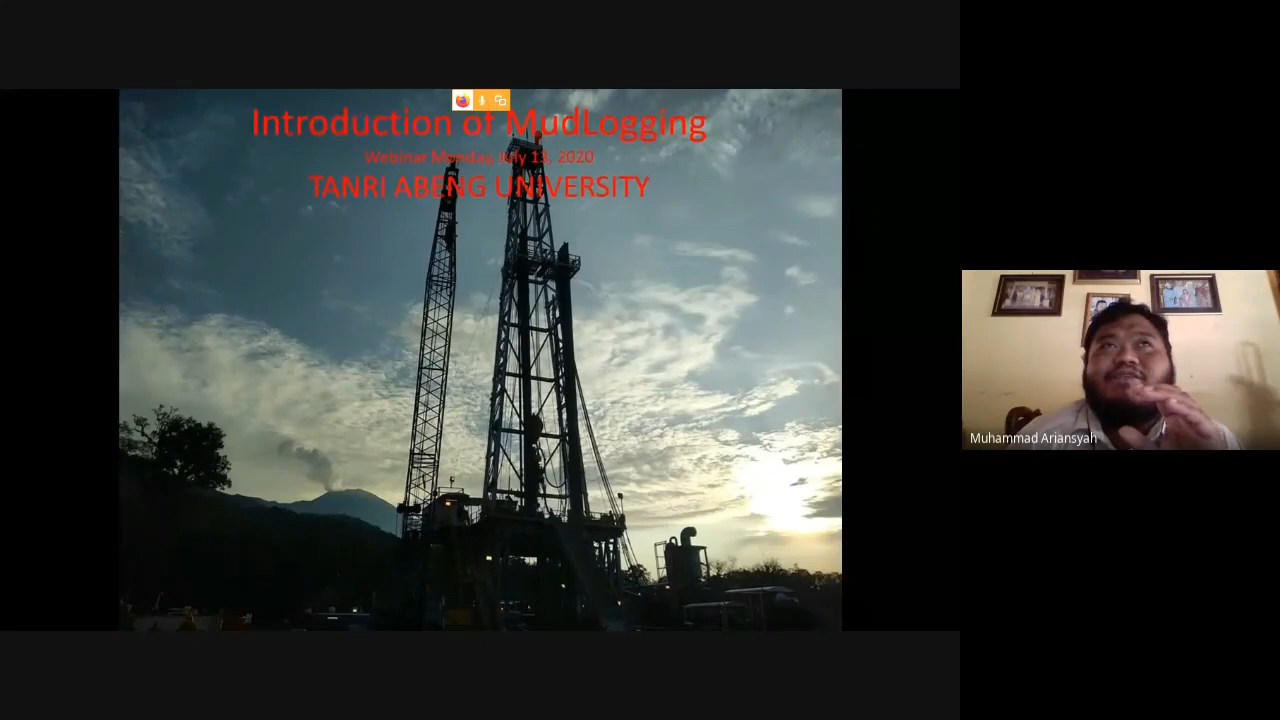 Introduction of MudLogging
Webinar Monday, July 13, 2020
TANRI ABENG UNIVERSITY
Muhammad Ariansyah